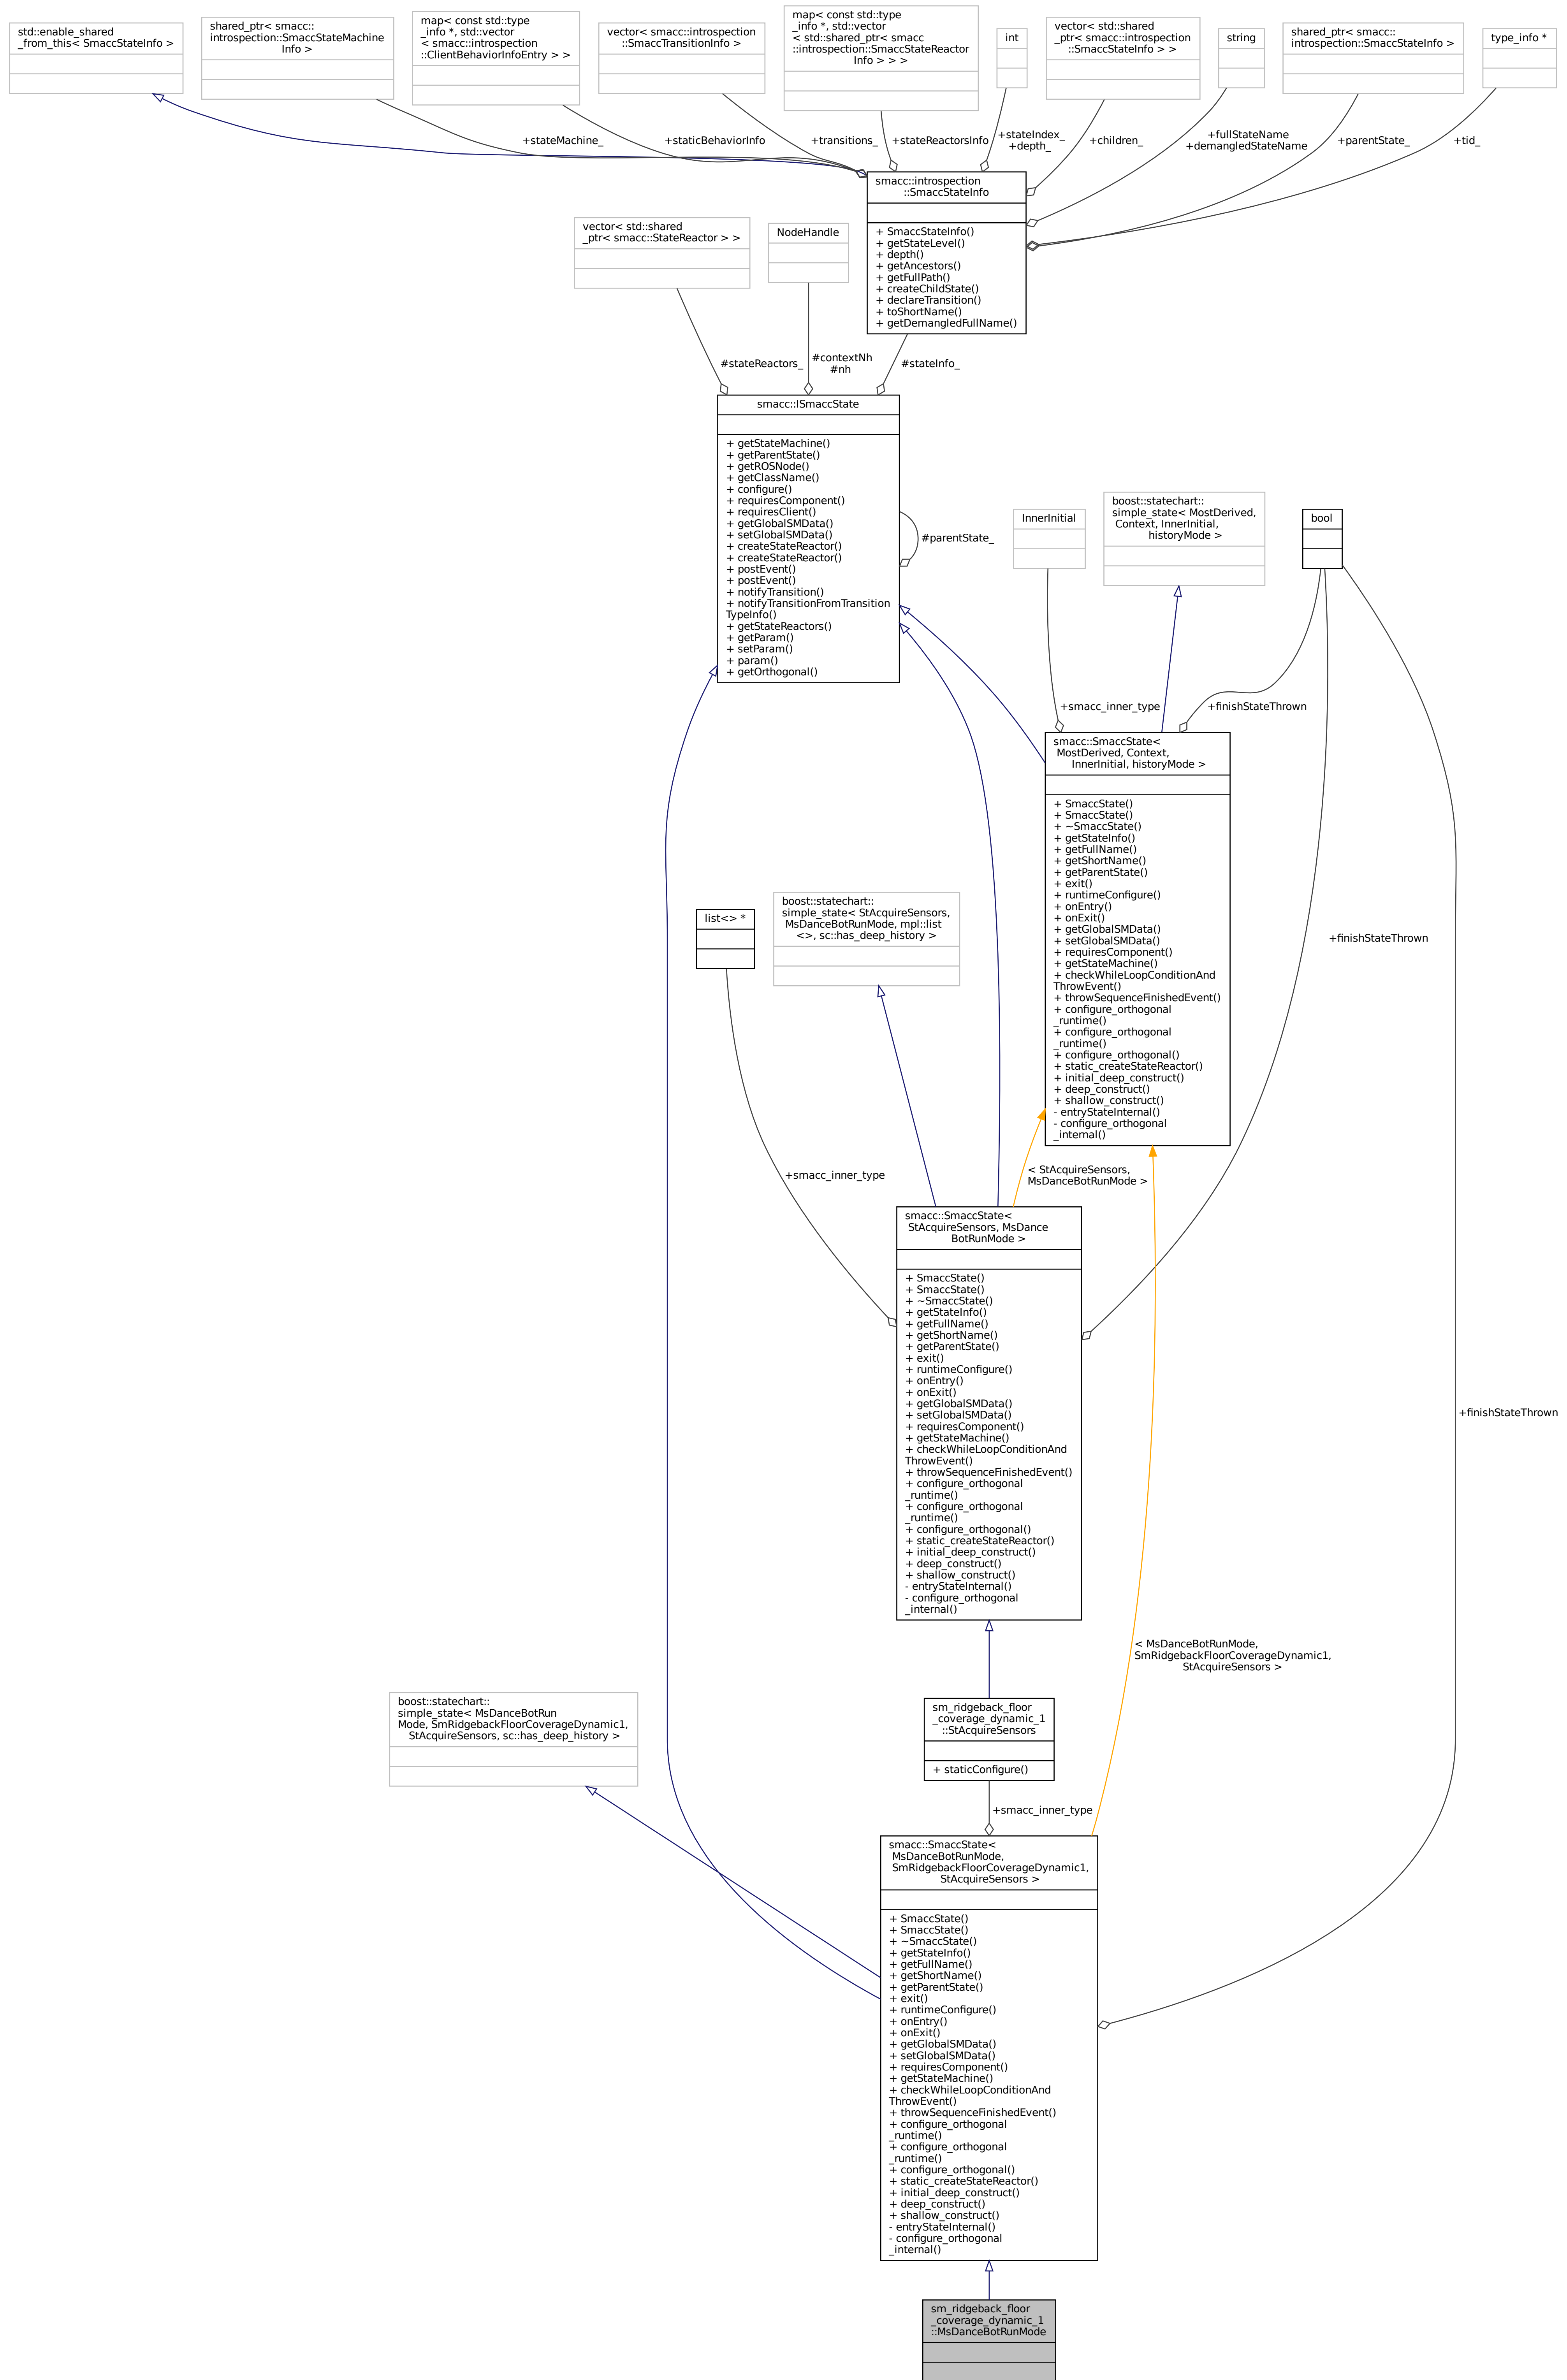 std::enable_shared
_from_this< SmaccStateInfo >
shared_ptr< smacc::
introspection::SmaccStateMachine
Info >
map< const std::type
_info *, std::vector
< smacc::introspection
::ClientBehaviorInfoEntry > >
vector< smacc::introspection
::SmaccTransitionInfo >
map< const std::type
_info *, std::vector
< std::shared_ptr< smacc
::introspection::SmaccStateReactor
Info > > >
int
vector< std::shared
_ptr< smacc::introspection
::SmaccStateInfo > >
string
shared_ptr< smacc::
introspection::SmaccStateInfo >
type_info *
+stateMachine_
+staticBehaviorInfo
+transitions_
+stateReactorsInfo
+stateIndex_
+depth_
+children_
+fullStateName
+demangledStateName
+parentState_
+tid_
smacc::introspection
::SmaccStateInfo
+ SmaccStateInfo()
+ getStateLevel()
+ depth()
+ getAncestors()
+ getFullPath()
+ createChildState()
+ declareTransition()
+ toShortName()
+ getDemangledFullName()
vector< std::shared
_ptr< smacc::StateReactor > >
NodeHandle
#stateReactors_
#contextNh
#nh
#stateInfo_
smacc::ISmaccState
+ getStateMachine()
+ getParentState()
+ getROSNode()
+ getClassName()
+ configure()
+ requiresComponent()
+ requiresClient()
+ getGlobalSMData()
+ setGlobalSMData()
+ createStateReactor()
+ createStateReactor()
+ postEvent()
+ postEvent()
+ notifyTransition()
+ notifyTransitionFromTransition
TypeInfo()
+ getStateReactors()
+ getParam()
+ setParam()
+ param()
+ getOrthogonal()
#parentState_
InnerInitial
boost::statechart::
simple_state< MostDerived,
Context, InnerInitial,
historyMode >
bool
+smacc_inner_type
+finishStateThrown
smacc::SmaccState<
MostDerived, Context,
InnerInitial, historyMode >
+ SmaccState()
+ SmaccState()
+ ~SmaccState()
+ getStateInfo()
+ getFullName()
+ getShortName()
+ getParentState()
+ exit()
+ runtimeConfigure()
+ onEntry()
+ onExit()
+ getGlobalSMData()
+ setGlobalSMData()
+ requiresComponent()
+ getStateMachine()
+ checkWhileLoopConditionAnd
ThrowEvent()
+ throwSequenceFinishedEvent()
+ configure_orthogonal
_runtime()
+ configure_orthogonal
_runtime()
+ configure_orthogonal()
+ static_createStateReactor()
+ initial_deep_construct()
+ deep_construct()
+ shallow_construct()
- entryStateInternal()
- configure_orthogonal
_internal()
list<> *
boost::statechart::
simple_state< StAcquireSensors,
MsDanceBotRunMode, mpl::list
<>, sc::has_deep_history >
+finishStateThrown
+smacc_inner_type
< StAcquireSensors,
MsDanceBotRunMode >
smacc::SmaccState<
StAcquireSensors, MsDance
BotRunMode >
+ SmaccState()
+ SmaccState()
+ ~SmaccState()
+ getStateInfo()
+ getFullName()
+ getShortName()
+ getParentState()
+ exit()
+ runtimeConfigure()
+ onEntry()
+ onExit()
+ getGlobalSMData()
+ setGlobalSMData()
+ requiresComponent()
+ getStateMachine()
+ checkWhileLoopConditionAnd
ThrowEvent()
+ throwSequenceFinishedEvent()
+ configure_orthogonal
_runtime()
+ configure_orthogonal
_runtime()
+ configure_orthogonal()
+ static_createStateReactor()
+ initial_deep_construct()
+ deep_construct()
+ shallow_construct()
- entryStateInternal()
- configure_orthogonal
_internal()
+finishStateThrown
< MsDanceBotRunMode,
SmRidgebackFloorCoverageDynamic1,
StAcquireSensors >
boost::statechart::
simple_state< MsDanceBotRun
Mode, SmRidgebackFloorCoverageDynamic1,
StAcquireSensors, sc::has_deep_history >
sm_ridgeback_floor
_coverage_dynamic_1
::StAcquireSensors
+ staticConfigure()
+smacc_inner_type
smacc::SmaccState<
MsDanceBotRunMode,
SmRidgebackFloorCoverageDynamic1,
StAcquireSensors >
+ SmaccState()
+ SmaccState()
+ ~SmaccState()
+ getStateInfo()
+ getFullName()
+ getShortName()
+ getParentState()
+ exit()
+ runtimeConfigure()
+ onEntry()
+ onExit()
+ getGlobalSMData()
+ setGlobalSMData()
+ requiresComponent()
+ getStateMachine()
+ checkWhileLoopConditionAnd
ThrowEvent()
+ throwSequenceFinishedEvent()
+ configure_orthogonal
_runtime()
+ configure_orthogonal
_runtime()
+ configure_orthogonal()
+ static_createStateReactor()
+ initial_deep_construct()
+ deep_construct()
+ shallow_construct()
- entryStateInternal()
- configure_orthogonal
_internal()
sm_ridgeback_floor
_coverage_dynamic_1
::MsDanceBotRunMode